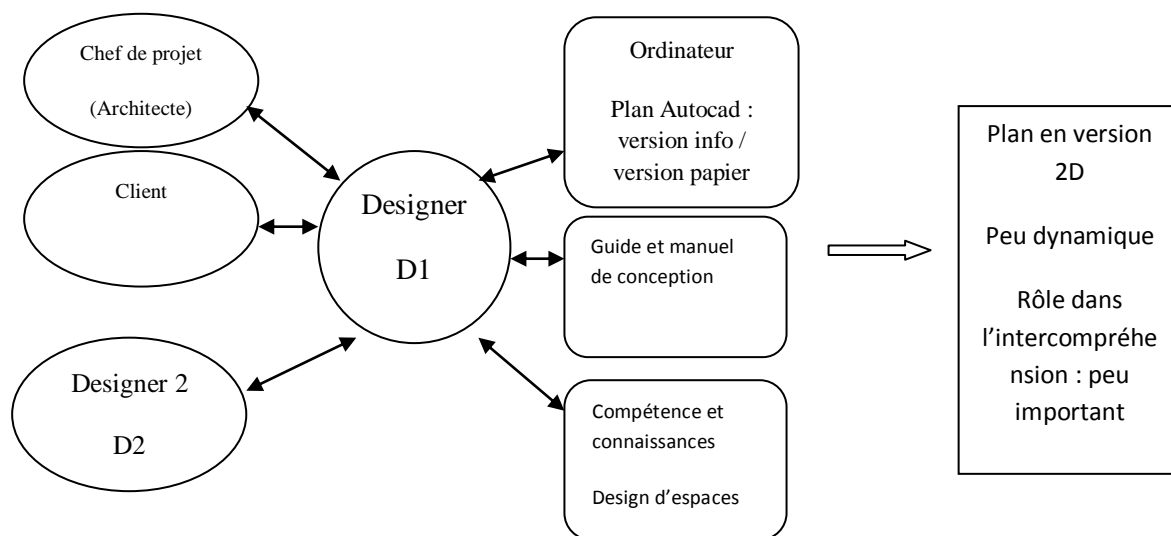 Chef de projet
(Architecte)
Client
Designer 2
D2
Designer
D1
Ordinateur
Plan Autocad :
version info /
version papier
Guide et manuel
de conception
Compétence et
connaissances
Design d’espaces
Plan en version
2D
Peu dynamique
Rôle dans
l’intercompréhe
nsion : peu
important